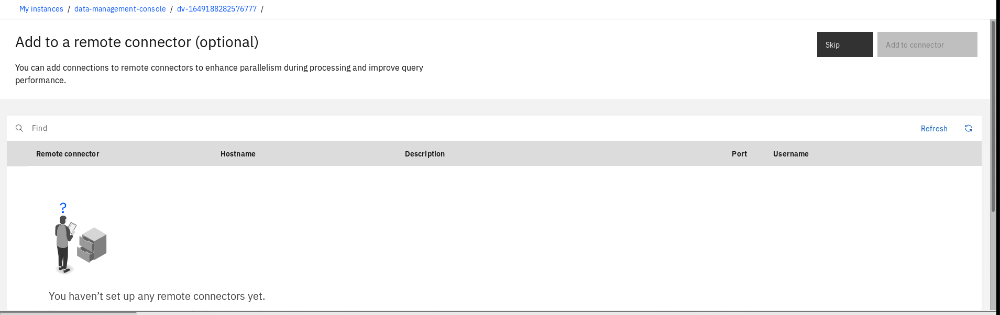 My instances / data-management-console / dv-1649188282576777 /
Add to a remote connector (optional)
Skip
Add to connector
You can add connections to remote connectors to enhance parallelism during processing and improve query
performance.
Find
Refresh
Remote connector Hostname Description Port Username
?
You haven’t set up any remote connectors yet.